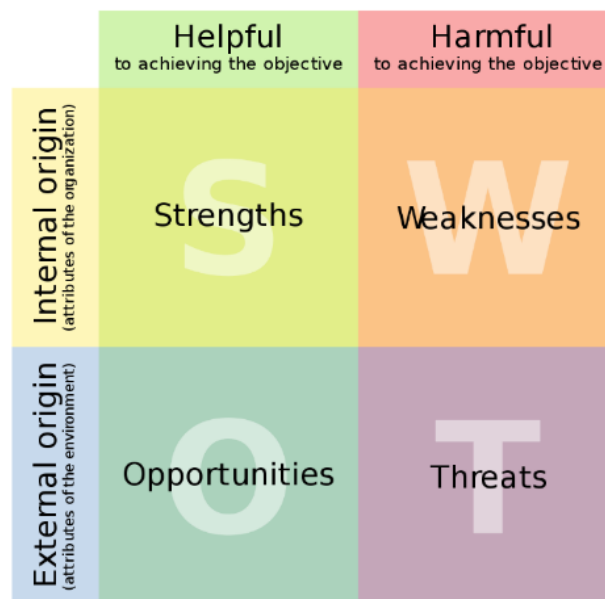 Helpful
to achieving the objective
Harmful
to achieving the objective
Internal origin
(attributes of the organization)
S
Strengths
W
Weaknesses
External origin
(attributes of the environment)
O
Opportunities
T
Threats